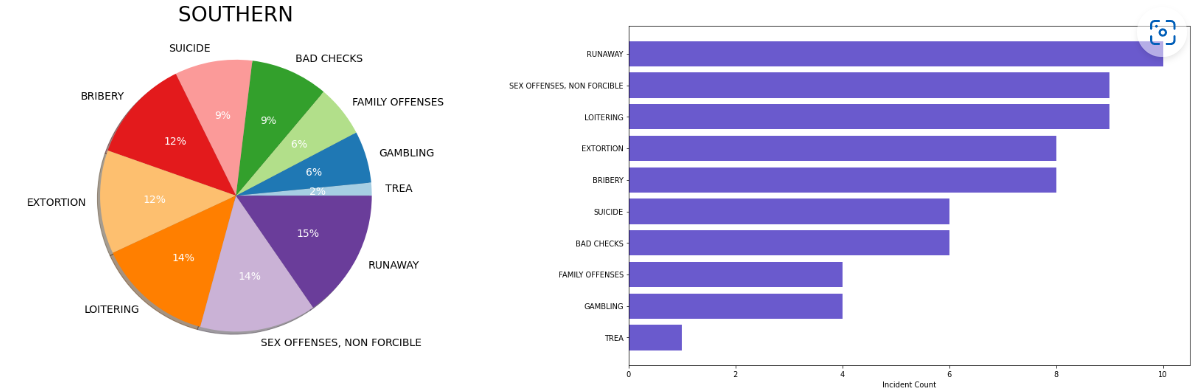 SOUTHERN
SUICIDE
BAD CHECKS
BRIBERY
FAMILY OFFENSES
9%
9%
12%
6%
GAMBLING
6%
TREA
2%
EXTORTION
12%
15%
14%
14%
RUNAWAY
LOITERING
SEX OFFENSES, NON FORCIBLE
RUNAWAY
SEX OFFENSES, NON FORCIBLE
LOITERING
EXTORTION
BRIBERY
SUICIDE
BAD CHECKS
FAMILY OFFENSES
GAMBLING
TREA
0 2 4 6 8 10
Incident Count